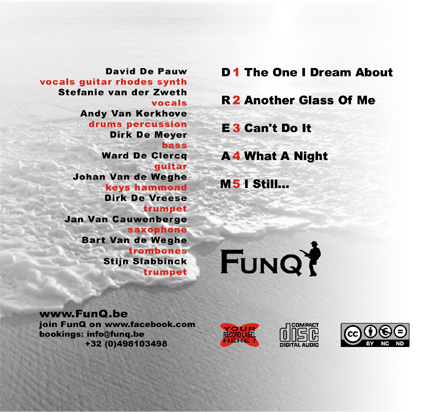 David De Pauw
vocals guitar rhodes synth
Stefanie van der Zweth
vocals
Andy Van Kerkhove
drums percussion
Dirk De Meyer
bass
Ward De Clercq
guitar
Johan Van de Weghe
keys hammond
Dirk De Vreese
trumpet
Jan Van Cauwenberge
saxophone
Bart Van de Weghe
trombones
Stijn Slabbinck
trumpet
D 1 The One I Dream About
R 2 Another Glass Of Me
E 3 Can't Do It
A 4 What A Night
M 5 I Still...
FUNQ
www.FunQ.be
join FunQ on www.facebook.com
bookings: info@funq.be
+32 (0)498103498
YOUR
RECORD LABEL
HERE!
COMPACT
disc
DIGITAL AUDIO
cc
BY NC ND